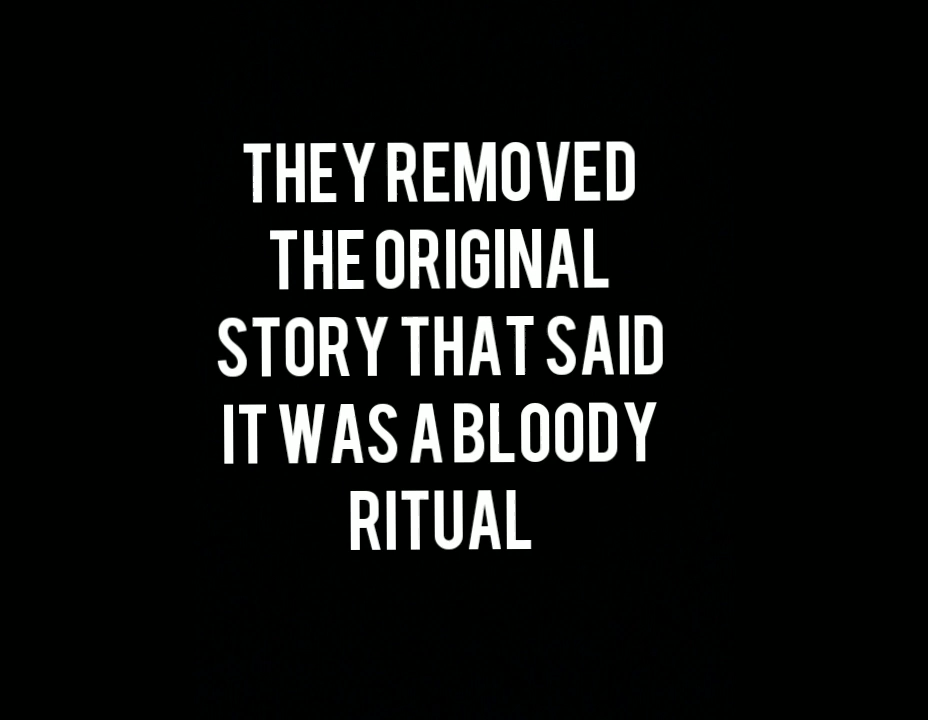 THEY REMOVED
THE ORIGINAL
STORY THAT SAID
IT WAS A BLOODY
RITUAL